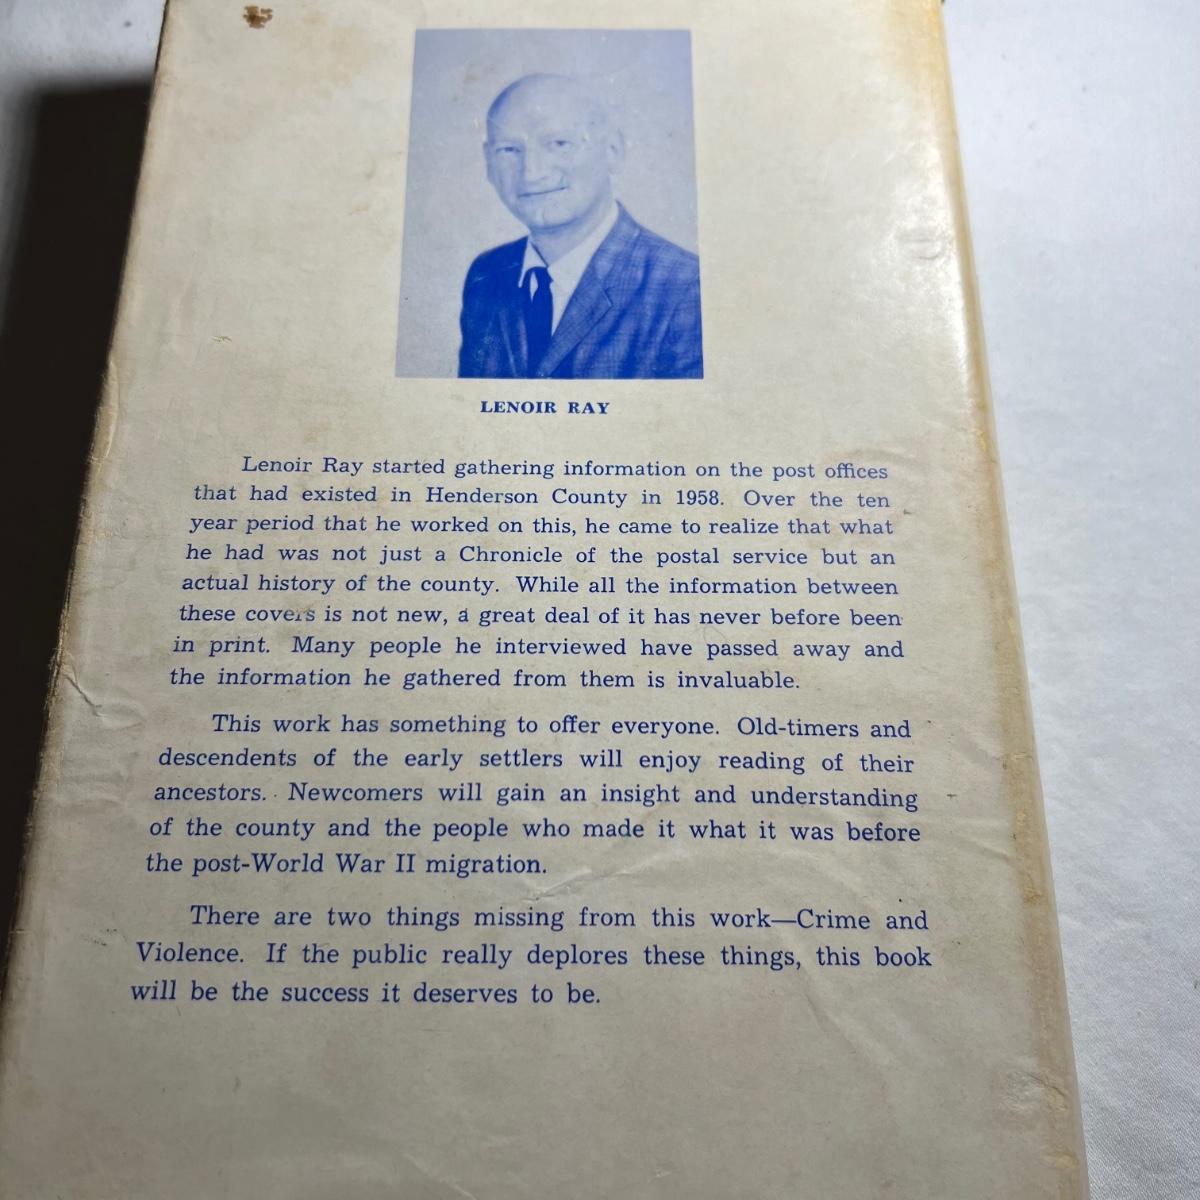 LENOIR RAY
Lenoir Ray started gathering information on the post offices
that had existed in Henderson County in 1958. Over the ten
year period that he worked on this, he came to realize that what
he had was not just a Chronicle of the postal service but an
actual history of the county. While all the information between
these covers is not new, a great deal of it has never before been
in print. Many people he interviewed have passed away and
the information he gathered from them is invaluable.
This work has something to offer everyone. Old-timers and
descendents of the early settlers will enjoy reading of their
ancestors. Newcomers will gain an insight and understanding
of the county and the people who made it what it was before
the post-World War II migration.
There are two things missing from this work—Crime and
Violence. If the public really deplores these things, this book
will be the success it deserves to be.